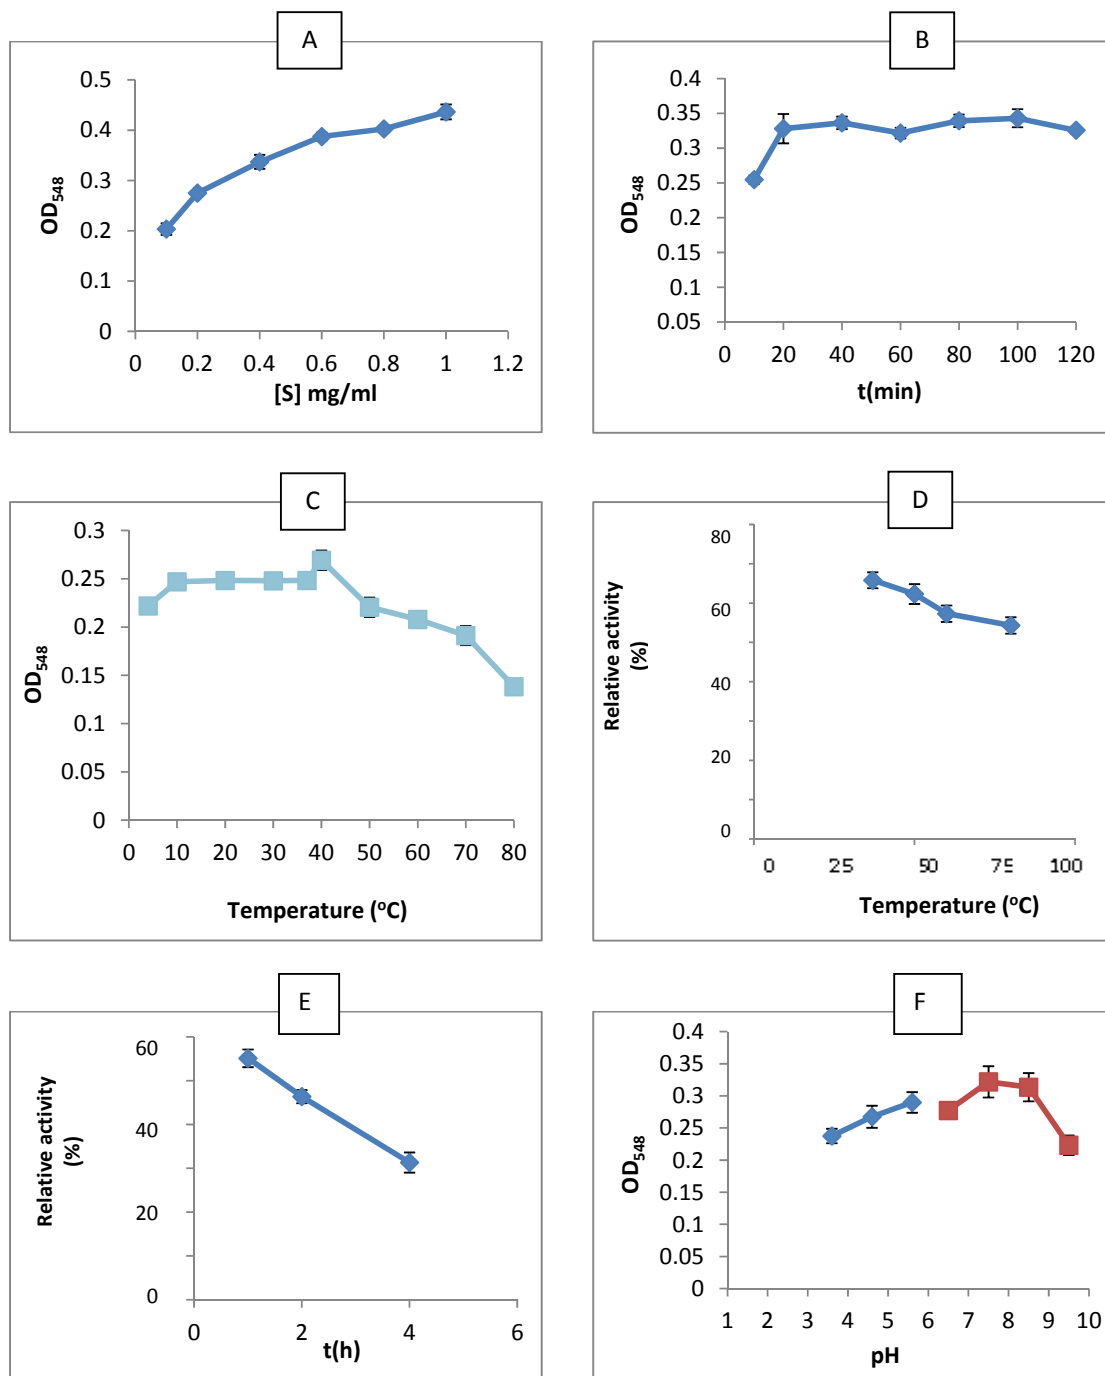 A
0.5
0.4
0.3
0.2
0.1
0
OD548
0 0.2 0.4 0.6 0.8 1 1.2
[S] mg/ml
B
0.4
0.35
0.3
0.25
0.2
0.15
0.1
0.05
OD548
0 20 40 60 80 100 120
t(min)
C
0.3
0.25
0.2
0.15
0.1
0.05
0
OD548
0 10 20 30 40 50 60 70 80
Temperature (oC)
D
80
60
40
20
0
Relative activity
(%)
0 25 50 75 100
Temperature (oC)
E
60
40
20
0
Relative activity
(%)
0 2 4 6
t(h)
F
0.4
0.35
0.3
0.25
0.2
0.15
0.1
0.05
0
OD548
1 2 3 4 5 6 7 8 9 10
pH